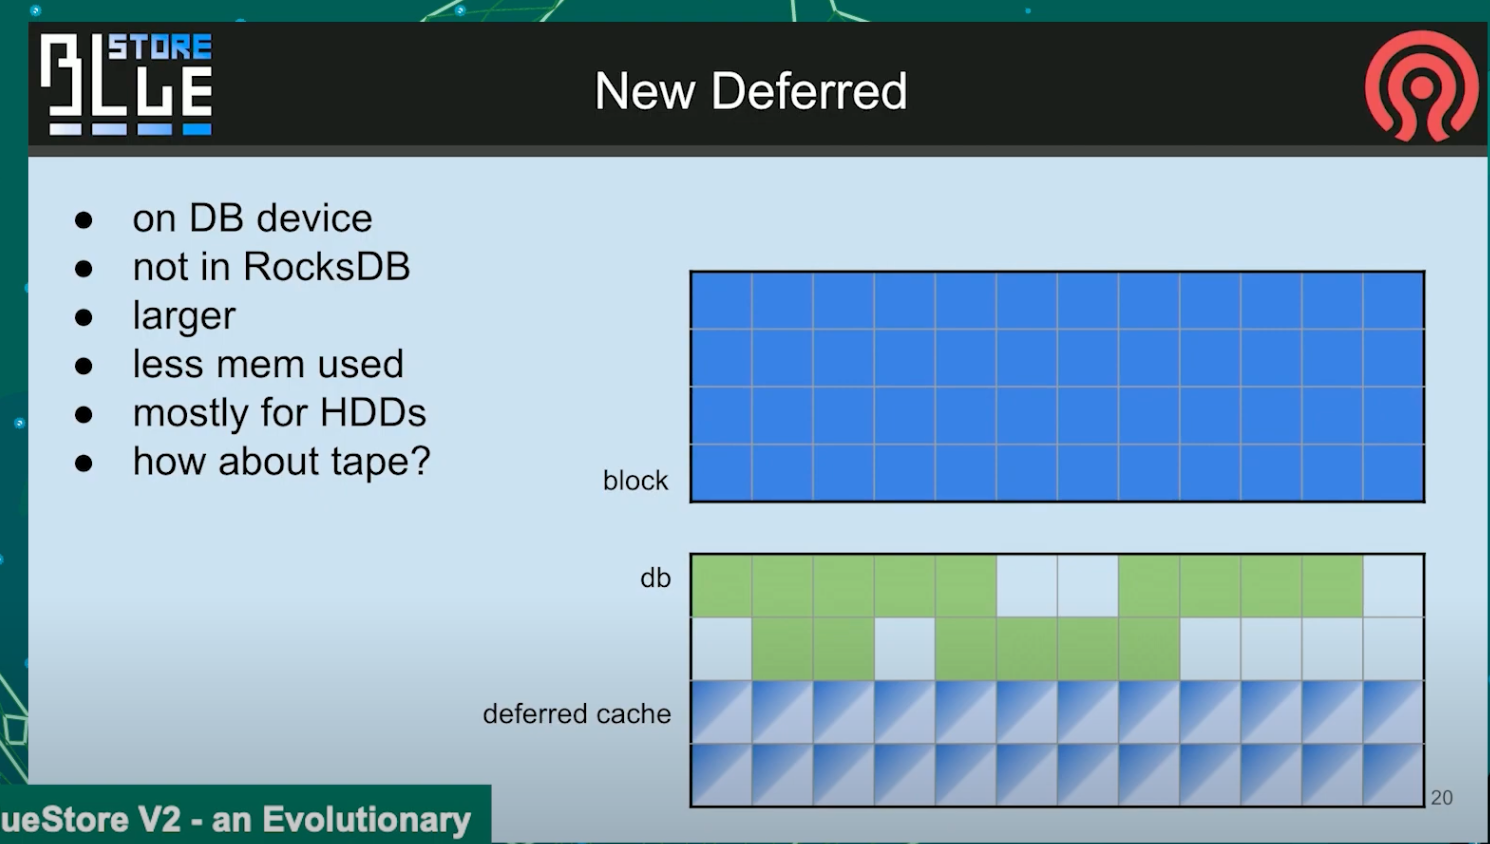 BLUE STORE
New Deferred
● on DB device
● not in RocksDB
● larger
● less mem used
● mostly for HDDs
● how about tape?
block
db
deferred cache
20
ueStore V2 - an Evolutionary